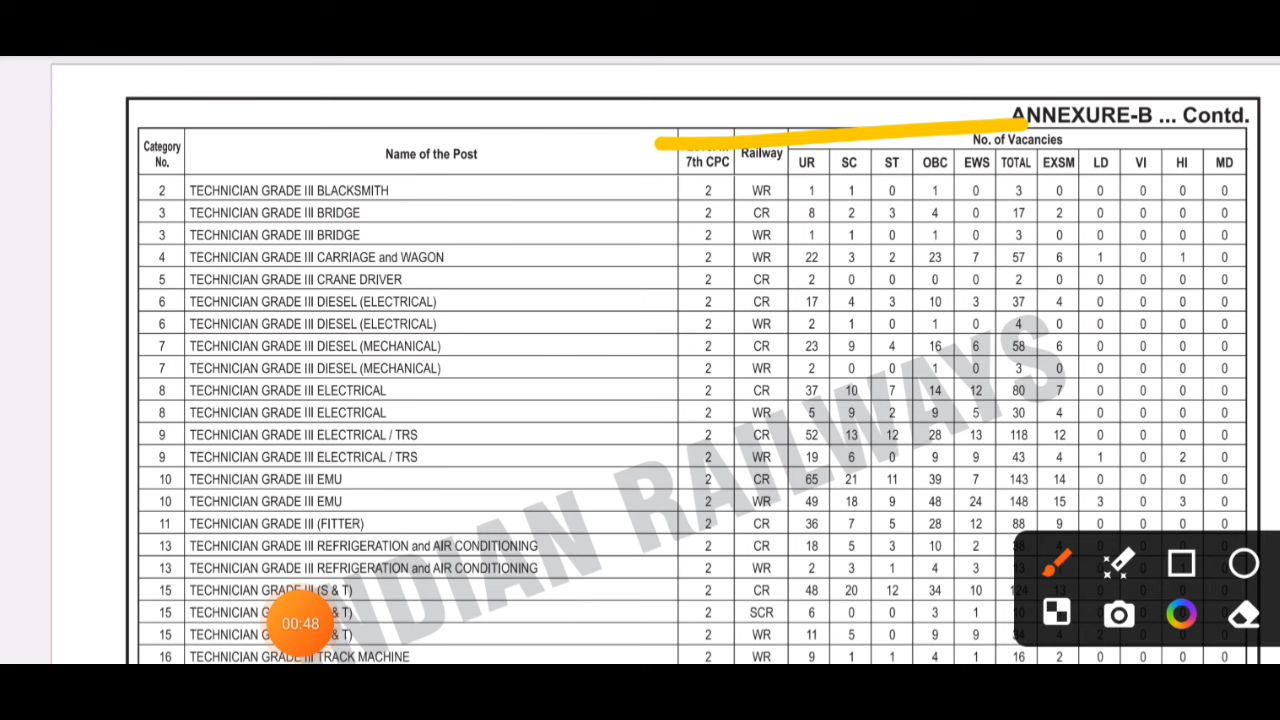 ANNEXURE-B ... Contd.
Category No. Name of the Post 7th CPC Railway No. of Vacancies
UR SC ST OBC EWS TOTAL EXSM LD VI HI MD
2 TECHNICIAN GRADE III BLACKSMITH 2 WR 1 1 0 1 0 3 0 0 0 0 0
3 TECHNICIAN GRADE III BRIDGE 2 CR 8 2 3 4 0 17 2 0 0 0 0
3 TECHNICIAN GRADE III BRIDGE 2 WR 1 1 0 1 0 3 0 0 0 0 0
4 TECHNICIAN GRADE III CARRIAGE and WAGON 2 WR 22 3 2 23 7 57 6 1 0 1 0
5 TECHNICIAN GRADE III CRANE DRIVER 2 CR 2 0 0 0 0 2 0 0 0 0 0
6 TECHNICIAN GRADE III DIESEL (ELECTRICAL) 2 CR 17 4 3 10 3 37 4 0 0 0 0
6 TECHNICIAN GRADE III DIESEL (ELECTRICAL) 2 WR 2 1 0 1 0 4 0 0 0 0 0
7 TECHNICIAN GRADE III DIESEL (MECHANICAL) 2 CR 23 9 4 16 6 58 6 0 0 0 0
7 TECHNICIAN GRADE III DIESEL (MECHANICAL) 2 WR 2 0 0 1 0 3 0 0 0 0 0
8 TECHNICIAN GRADE III ELECTRICAL 2 CR 37 10 7 14 12 80 7 0 0 0 0
8 TECHNICIAN GRADE III ELECTRICAL 2 WR 5 9 2 9 5 30 4 0 0 0 0
9 TECHNICIAN GRADE III ELECTRICAL / TRS 2 CR 52 13 12 28 13 118 12 0 0 0 0
9 TECHNICIAN GRADE III ELECTRICAL / TRS 2 WR 19 6 0 9 9 43 4 1 0 2 0
10 TECHNICIAN GRADE III EMU 2 CR 65 21 11 39 7 143 14 0 0 0 0
10 TECHNICIAN GRADE III EMU 2 WR 49 18 9 48 24 148 15 3 0 3 0
11 TECHNICIAN GRADE III (FITTER) 2 CR 36 7 5 28 12 88 9 0 0 0 0
13 TECHNICIAN GRADE III REFRIGERATION and AIR CONDITIONING 2 CR 18 5 3 10 2
13 TECHNICIAN GRADE III REFRIGERATION and AIR CONDITIONING 2 WR 2 3 1 4 3
15 TECHNICIAN GRADE III (S & T) 2 CR 48 20 12 34 10
15 TECHNICIAN & T) 2 SCR 6 0 0 3 1
15 TECHNICIAN & T) 2 WR 11 5 0 9 9
16 TECHNICIAN GRADE III TRACK MACHINE 2 WR 9 1 1 4 1 16 2 0 0 0 0
INDIAN RAILWAYS
00:48